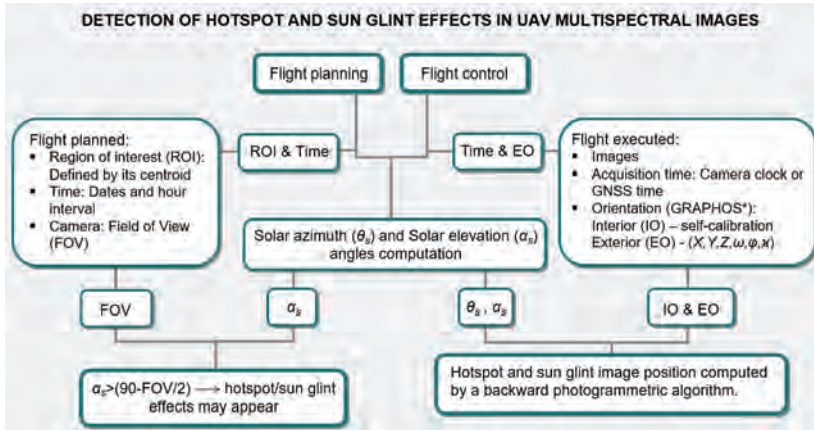 DETECTION OF HOTSPOT AND SUN GLINT EFFECTS IN UAV MULTISPECTRAL IMAGES
Flight planning
Flight control
Flight planned:
▪ Region of interest (ROI):
Defined by its centroid
▪ Time: Dates and hour
interval
▪ Camera: Field of View
(FOV)
ROI & Time
Time & EO
Flight executed:
▪ Images
▪ Acquisition time: Camera clock or
GNSS time
▪ Orientation (GRAPHOS*):
Interior (IO) – self-calibration
Exterior (EO) - (X,Y,Z,ω,φ,ϰ)
Solar azimuth (θs) and Solar elevation (αs)
angles computation
FOV
αs
θs , αs
IO & EO
αs>(90-FOV/2) → hotspot/sun glint
effects may appear
Hotspot and sun glint image position computed
by a backward photogrammetric algorithm.